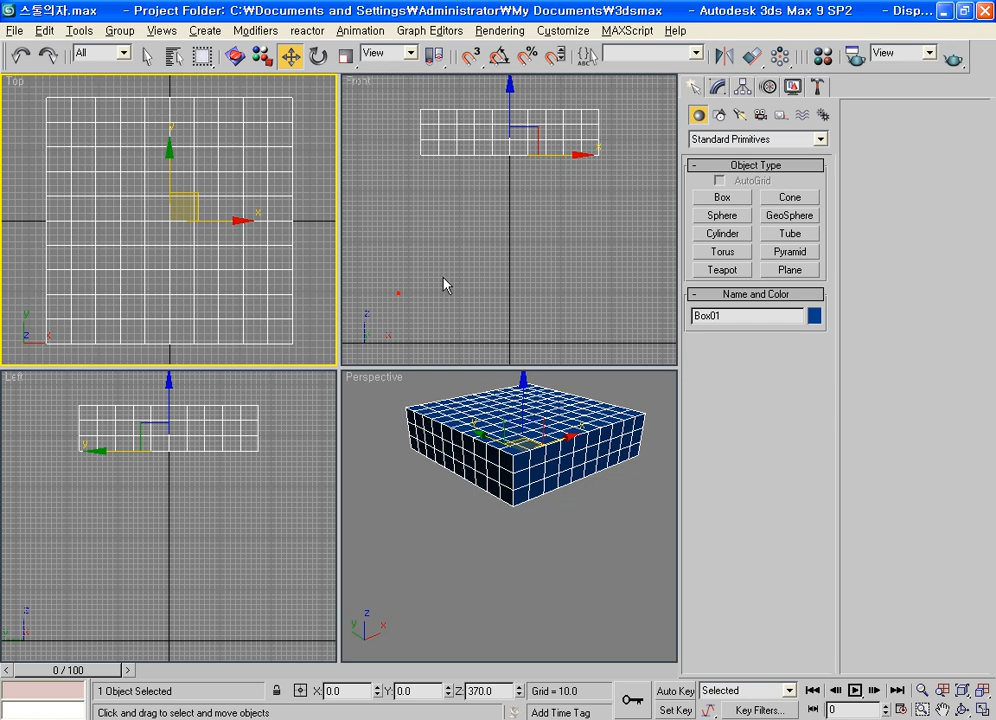 스툴의자.max - Project Folder: C:₩Documents and Settings₩Administrator₩My Documents₩3dsmax - Autodesk 3ds Max 9 SP2 - Disp...
File Edit Tools Group Views Create Modifiers reactor Animation Graph Editors Rendering Customize MAXScript Help
All View View
Top Front
Standard Primitives
- Object Type
AutoGrid
Box Cone
Sphere GeoSphere
Cylinder Tube
Torus Pyramid
Teapot Plane
- Name and Color
Box01
y x
z x
y z x
Left Perspective
y
z
y x
z
y x
< 0 / 100 >
1 Object Selected X: 0.0 Y: 0.0 Z: 370.0 Grid = 10.0 Auto Key Selected
Click and drag to select and move objects Add Time Tag Set Key Key Filters... 0